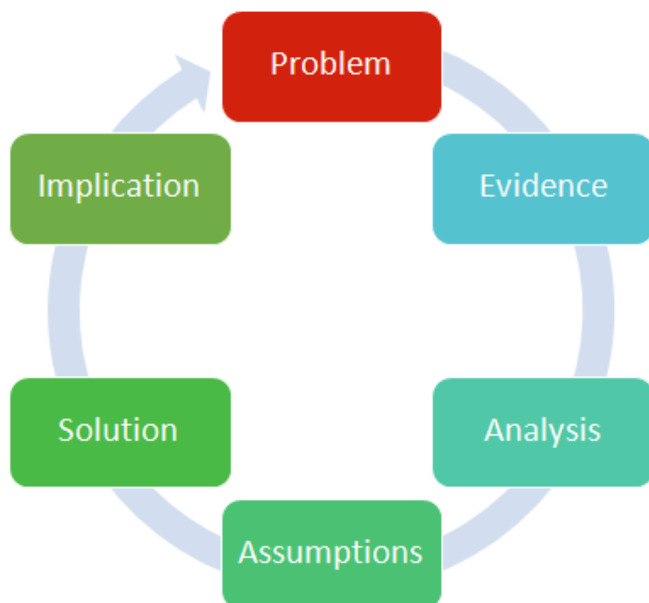 Problem
Evidence
Analysis
Assumptions
Solution
Implication